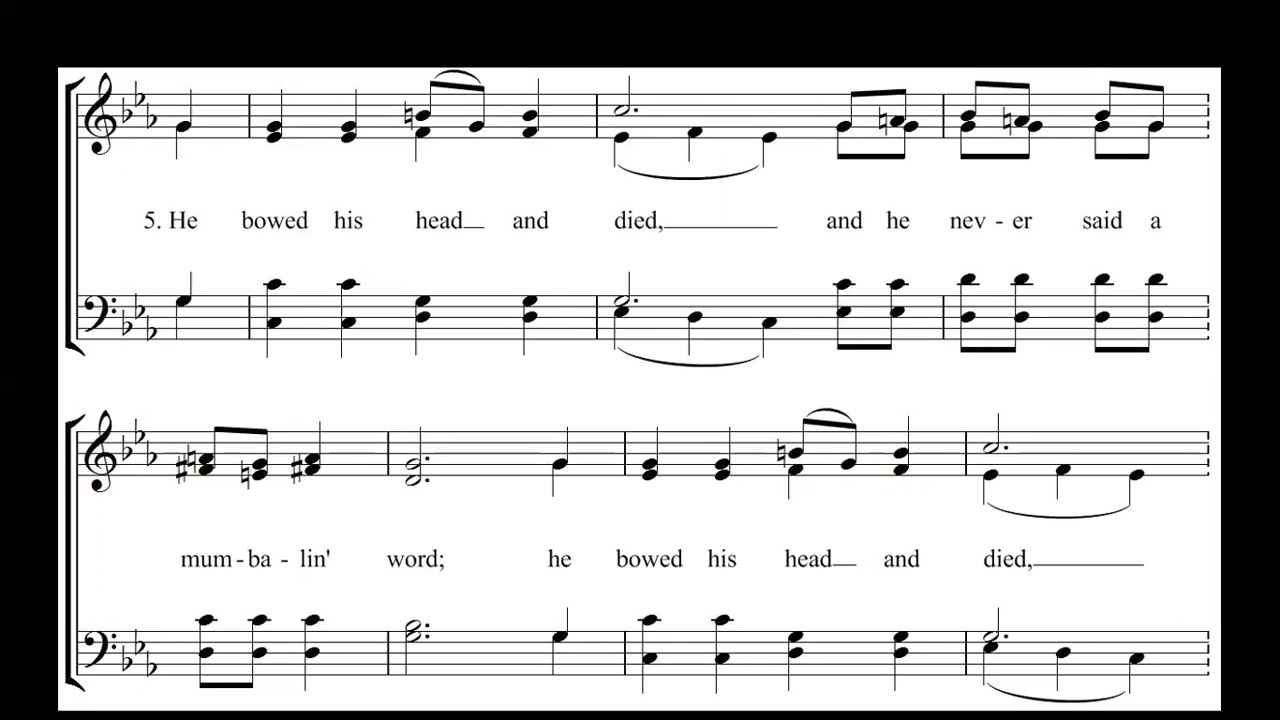 5. He bowed his head and died, and he nev - er said a
mum - ba - lin' word; he bowed his head and died,